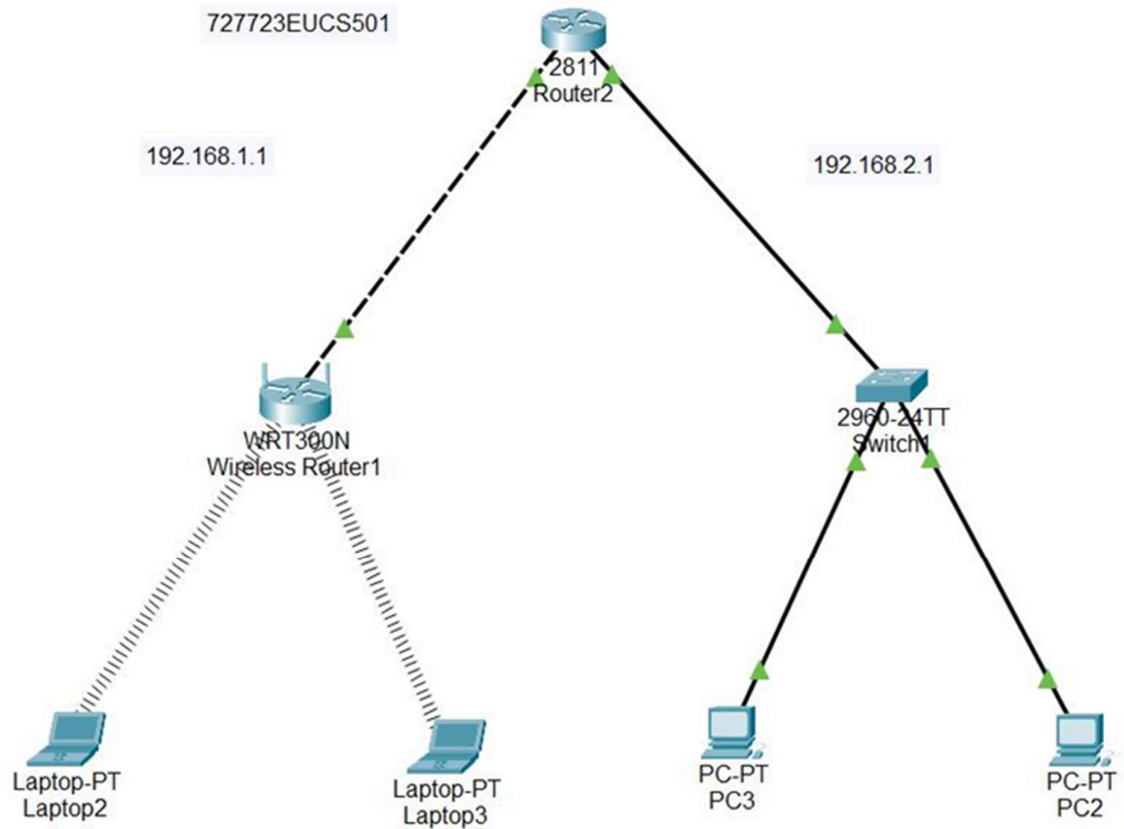 727723EUCS501
2811
Router2
192.168.1.1
192.168.2.1
WRT300N
Wireless Router1
2960-24TT
Switch1
Laptop-PT
Laptop2
Laptop-PT
Laptop3
PC-PT
PC3
PC-PT
PC2